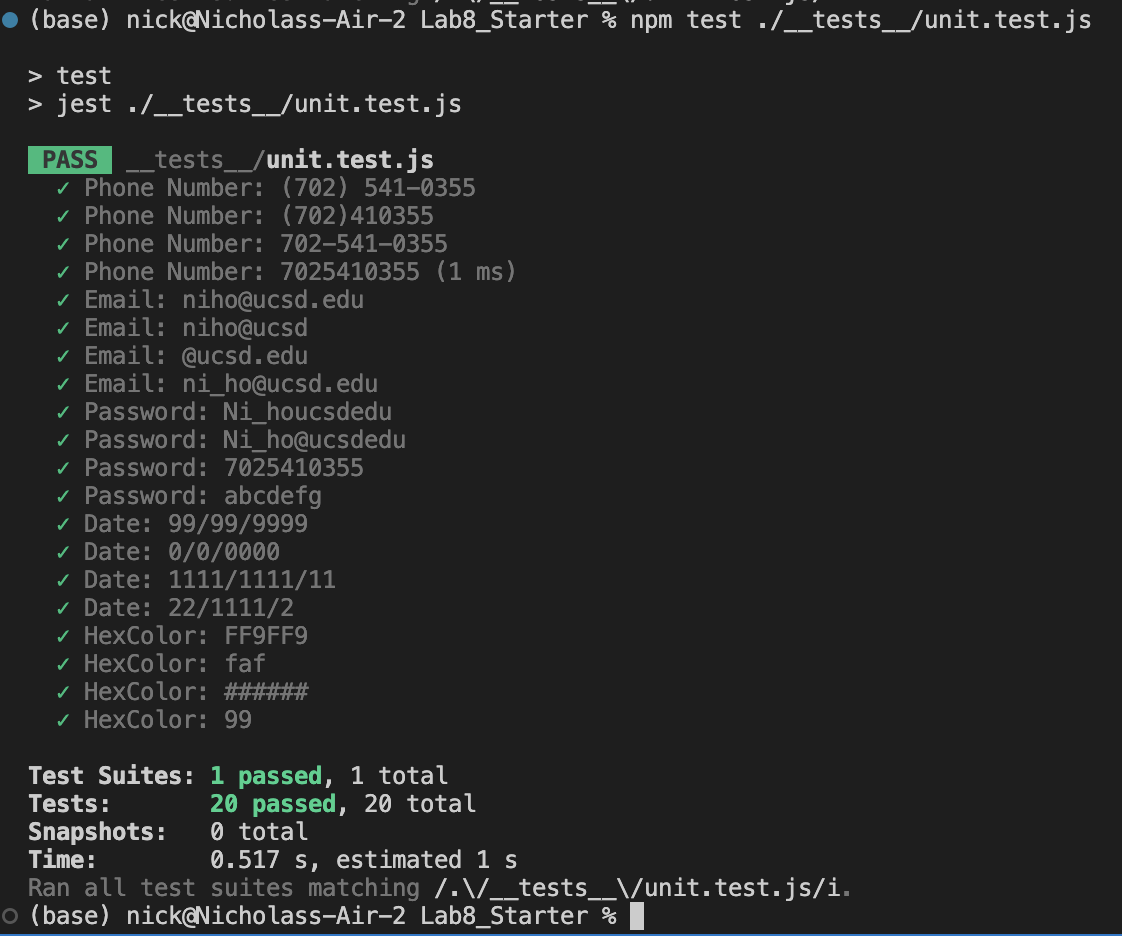 (base) nick@Nicholass-Air-2 Lab8_Starter % npm test ./__tests__/unit.test.js
> test
> jest ./__tests__/unit.test.js
PASS __tests__/unit.test.js
✓ Phone Number: (702) 541-0355
✓ Phone Number: (702)410355
✓ Phone Number: 702-541-0355
✓ Phone Number: 7025410355 (1 ms)
✓ Email: niho@ucsd.edu
✓ Email: niho@ucsd
✓ Email: @ucsd.edu
✓ Email: ni_ho@ucsd.edu
✓ Password: Ni_houcsdedu
✓ Password: Ni_ho@ucsdedu
✓ Password: 7025410355
✓ Password: abcdefg
✓ Date: 99/99/9999
✓ Date: 0/0/0000
✓ Date: 1111/1111/11
✓ Date: 22/1111/2
✓ HexColor: FF9FF9
✓ HexColor: faf
✓ HexColor: ######
✓ HexColor: 99
Test Suites: 1 passed, 1 total
Tests: 20 passed, 20 total
Snapshots: 0 total
Time: 0.517 s, estimated 1 s
Ran all test suites matching /.\/__tests__\/unit.test.js/i.
(base) nick@Nicholass-Air-2 Lab8_Starter %